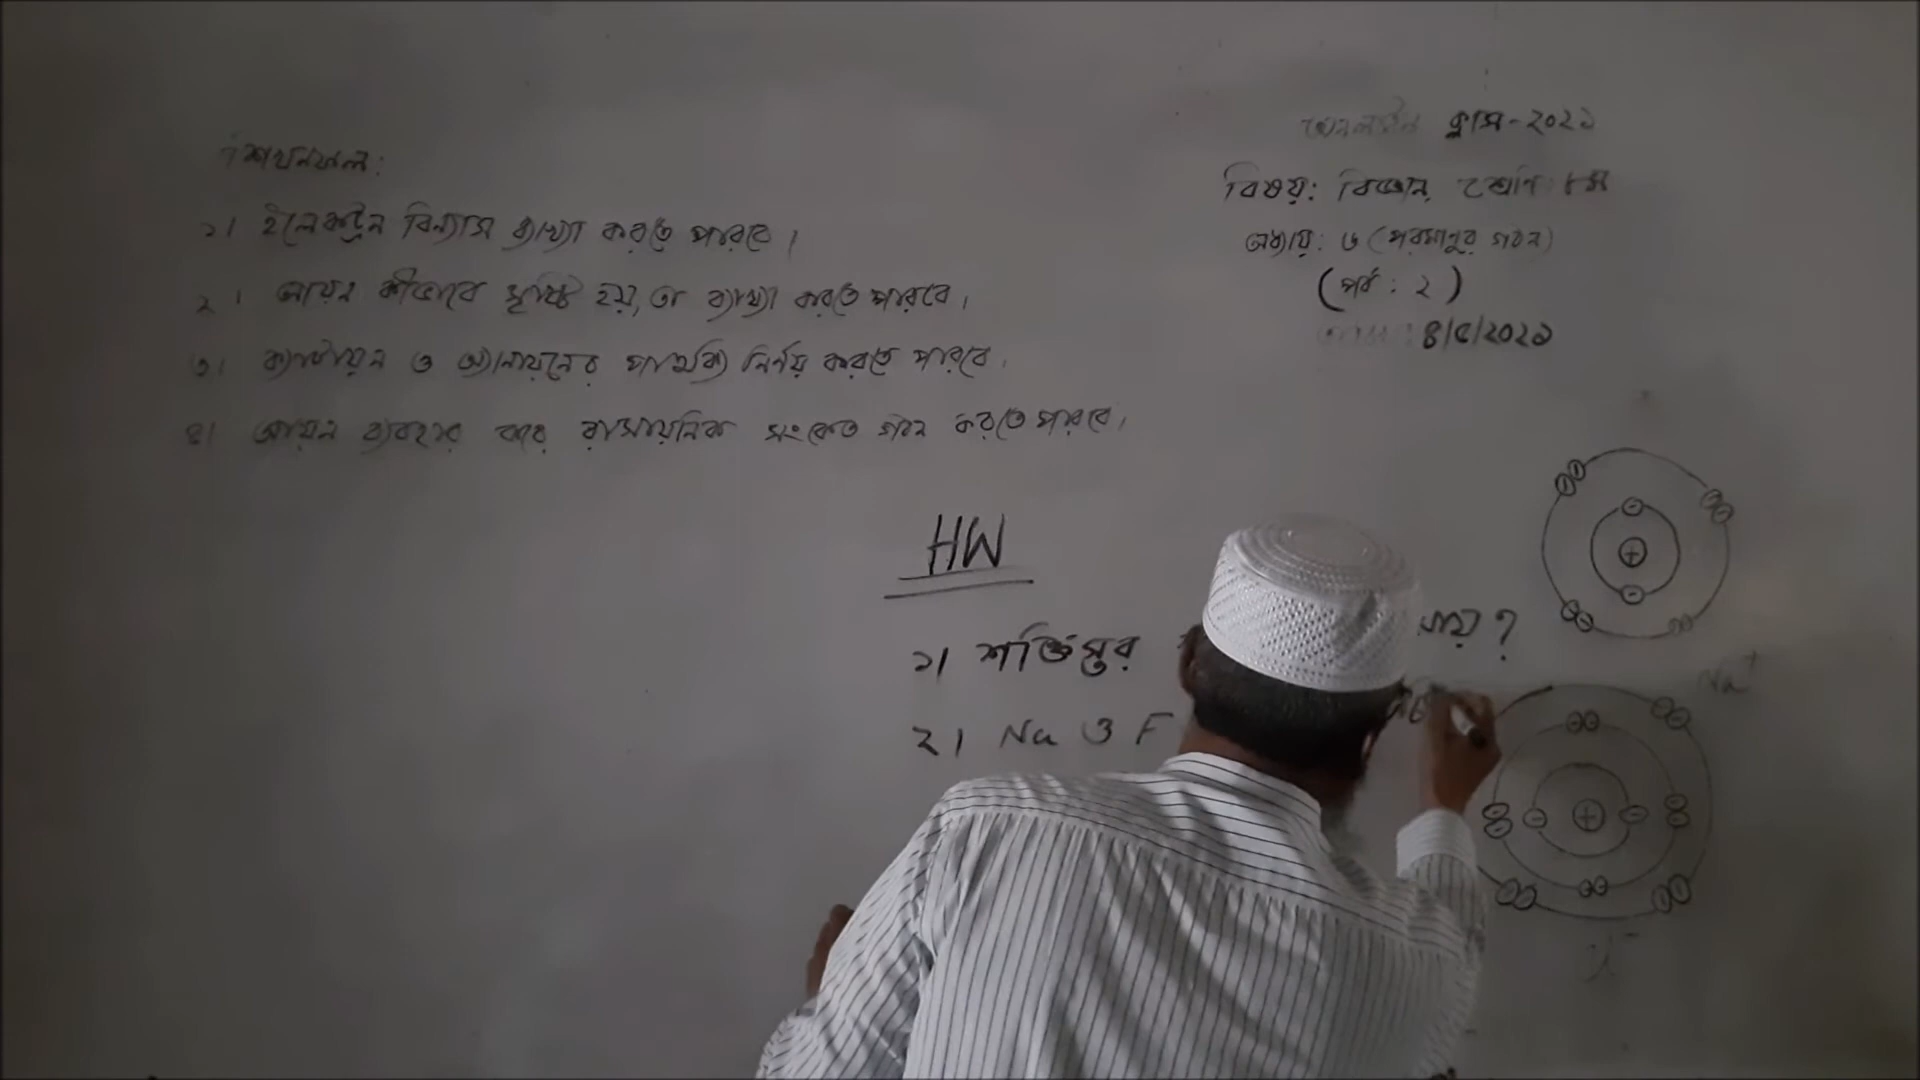 শিখনফল:
১। ইলেকট্রন বিন্যাস ব্যাখ্যা করতে পারবে।
২। আয়ন কীভাবে সৃষ্টি হয়, তা ব্যাখ্যা করতে পারবে।
৩। ক্যাটায়ন ও অ্যানায়নের পার্থক্য নির্ণয় করতে পারবে।
৪। আয়ন ব্যবহার করে রাসায়নিক সংকেত গঠন করতে পারবে।
অনলাইন ক্লাস-২০২১
বিষয়: বিজ্ঞান, শ্রেণি: ৮ম
অধ্যায়: ৬ (পরমাণুর গঠন)
(পর্ব: ২)
৪/৫/২০২১
HW
১। শক্তিস্তর
২। Na ও F
Na⁺